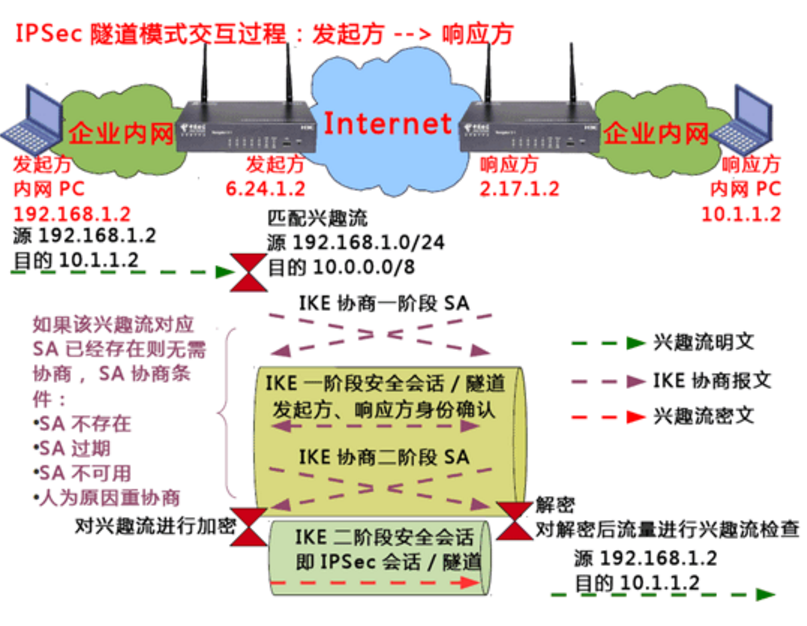 IPSec 隧道模式交互过程：发起方 --> 响应方
企业内网
Internet
企业内网
发起方
内网 PC
192.168.1.2
发起方
6.24.1.2
响应方
2.17.1.2
响应方
内网 PC
10.1.1.2
源 192.168.1.2
目的 10.1.1.2
匹配兴趣流
源 192.168.1.0/24
目的 10.0.0.0/8
IKE 协商一阶段 SA
如果该兴趣流对应
SA 已经存在则无需
协商，SA 协商条
件：
•SA 不存在
•SA 过期
•SA 不可用
•人为原因重协商
IKE 一阶段安全会话 / 隧道
发起方、响应方身份确认
IKE 协商二阶段 SA
兴趣流明文
IKE 协商报文
兴趣流密文
对兴趣流进行加密
解密
对解密后流量进行兴趣流检查
IKE 二阶段安全会话
即 IPSec 会话 / 隧道
源 192.168.1.2
目的 10.1.1.2